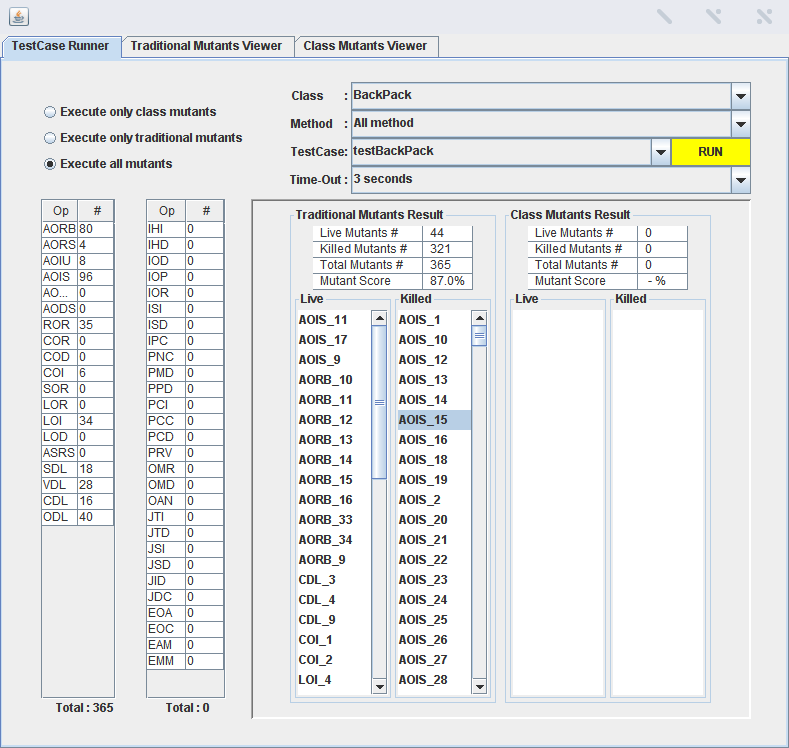 TestCase Runner Traditional Mutants Viewer Class Mutants Viewer
Execute only class mutants
Execute only traditional mutants
Execute all mutants
Class : BackPack
Method : All method
TestCase: testBackPack RUN
Time-Out : 3 seconds
Op #
AORB 80
AORS 4
AOIU 8
AOIS 96
AO... 0
AODS 0
ROR 35
COR 0
COD 0
COI 6
SOR 0
LOR 0
LOI 34
LOD 0
ASRS 0
SDL 18
VDL 28
CDL 16
ODL 40
Total : 365
Op #
IHI 0
IHD 0
IOD 0
IOP 0
IOR 0
ISI 0
ISD 0
IPC 0
PNC 0
PMD 0
PPD 0
PCI 0
PCC 0
PCD 0
PRV 0
OMR 0
OMD 0
OAN 0
JTI 0
JTD 0
JSI 0
JSD 0
JID 0
JDC 0
EOA 0
EOC 0
EAM 0
EMM 0
Total : 0
Traditional Mutants Result
Live Mutants # 44
Killed Mutants # 321
Total Mutants # 365
Mutant Score 87.0%
Live
AOIS_11
AOIS_17
AOIS_9
AORB_10
AORB_11
AORB_12
AORB_13
AORB_14
AORB_15
AORB_16
AORB_33
AORB_34
AORB_9
CDL_3
CDL_4
CDL_9
COI_1
COI_2
LOI_4
Killed
AOIS_1
AOIS_10
AOIS_12
AOIS_13
AOIS_14
AOIS_15
AOIS_16
AOIS_18
AOIS_19
AOIS_2
AOIS_20
AOIS_21
AOIS_22
AOIS_23
AOIS_24
AOIS_25
AOIS_26
AOIS_27
AOIS_28
Class Mutants Result
Live Mutants # 0
Killed Mutants # 0
Total Mutants # 0
Mutant Score - %
Live
Killed